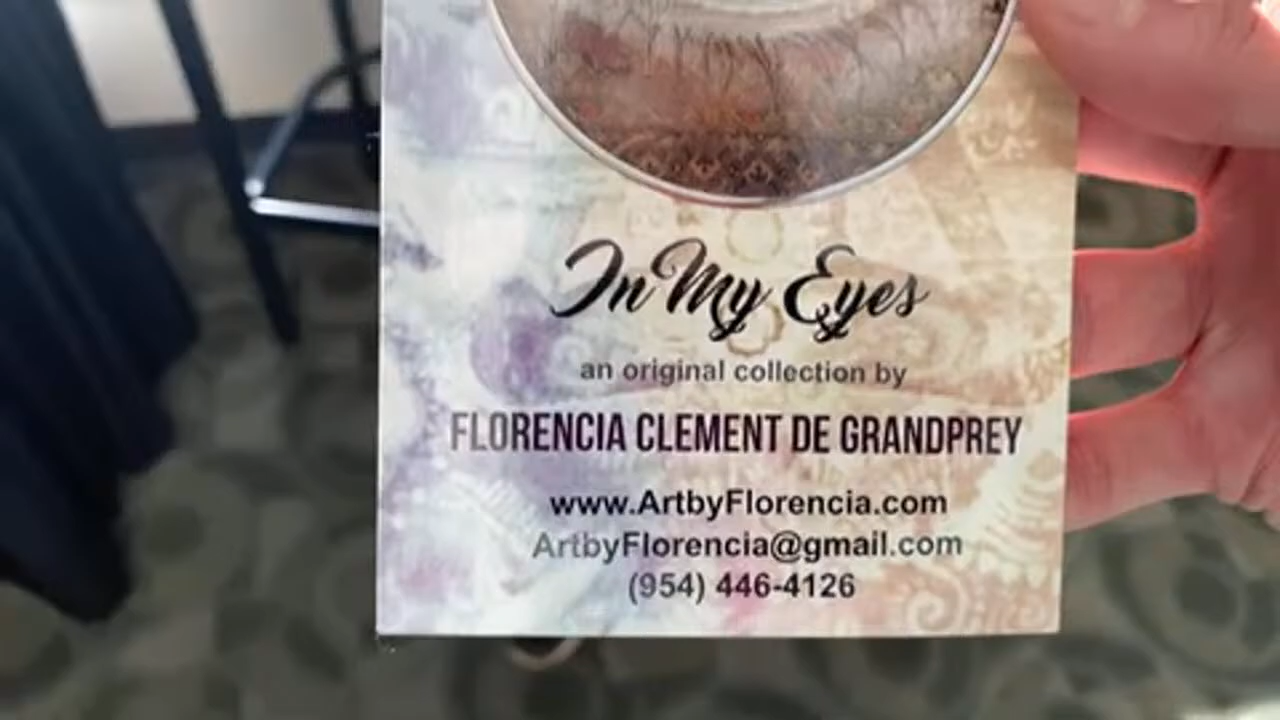 In My Eyes
an original collection by
FLORENCIA CLEMENT DE GRANDPREY
www.ArtbyFlorencia.com
ArtbyFlorencia@gmail.com
(954) 446-4126